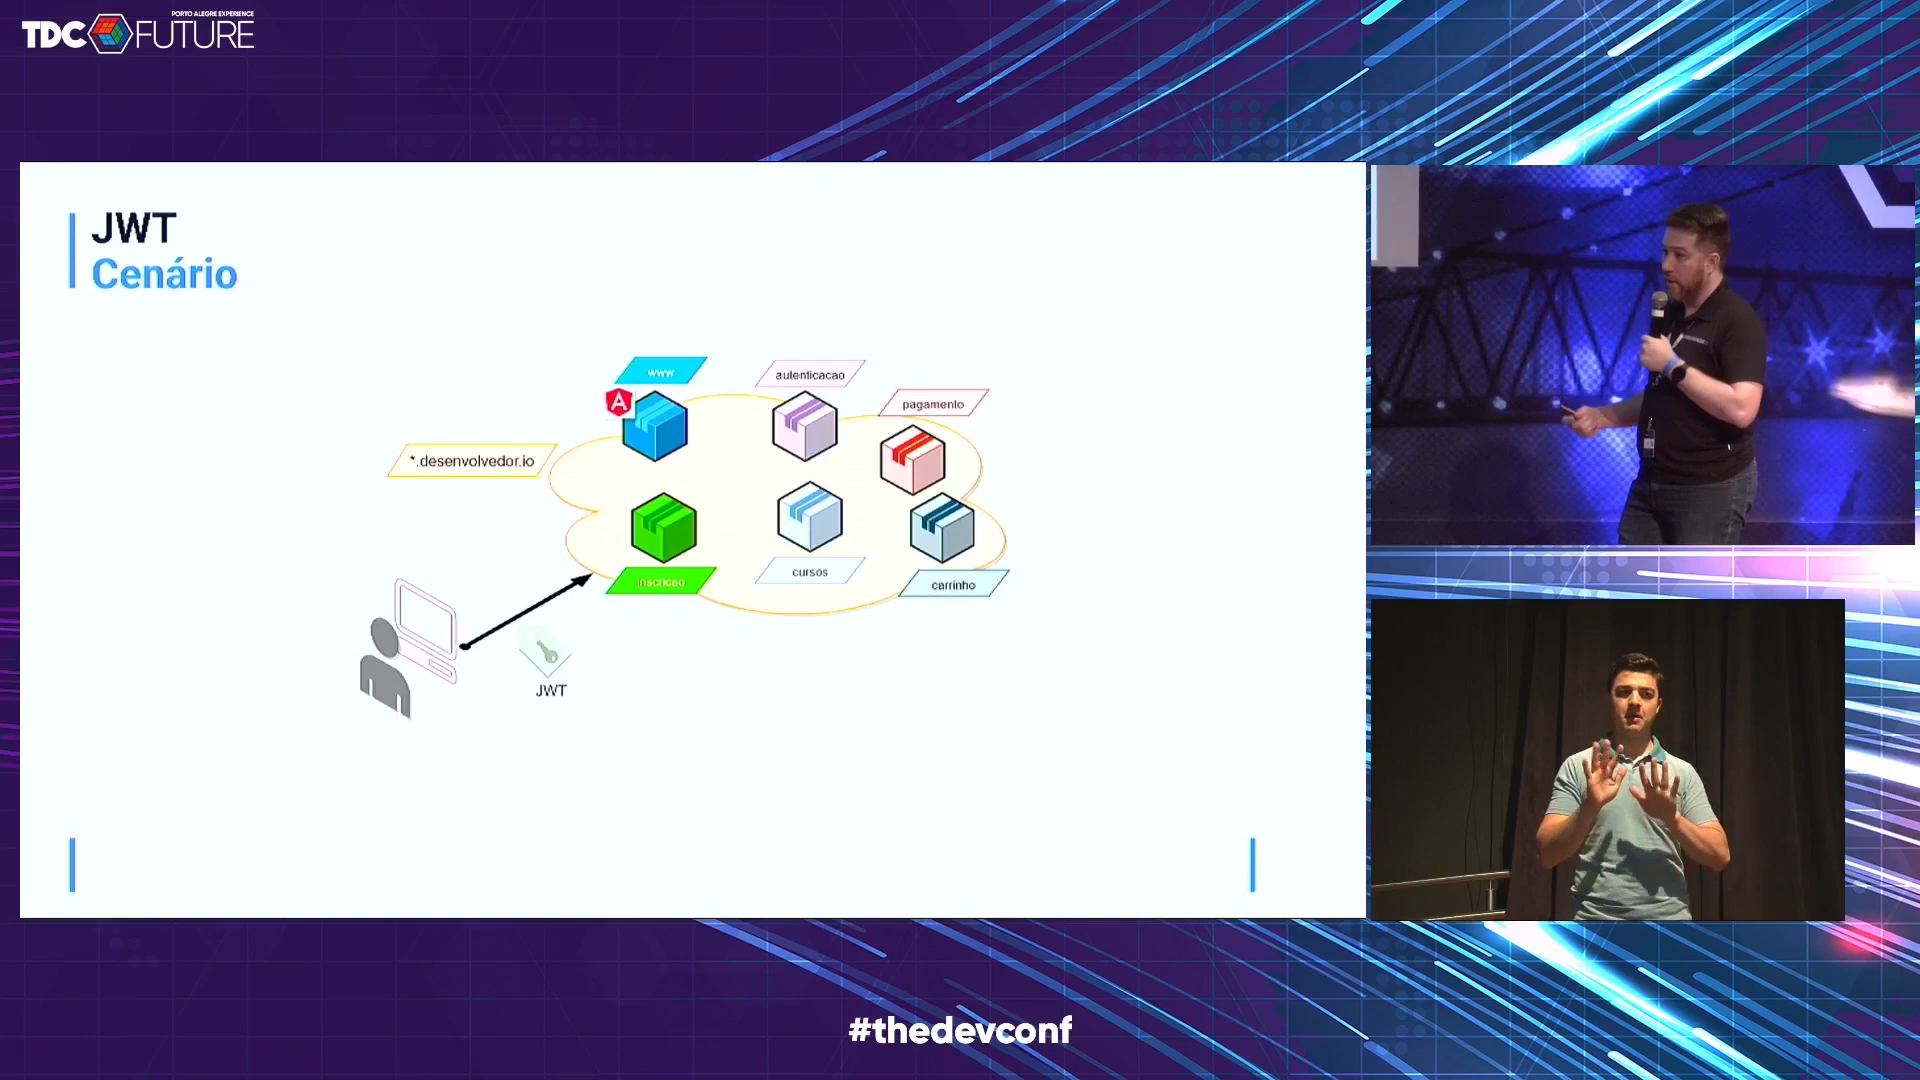 PORTO ALEGRE EXPERIENCE
TDC FUTURE
JWT
Cenário
www
autenticacao
pagamento
*.desenvolvedor.io
inscricao
cursos
carrinho
JWT
#thedevconf